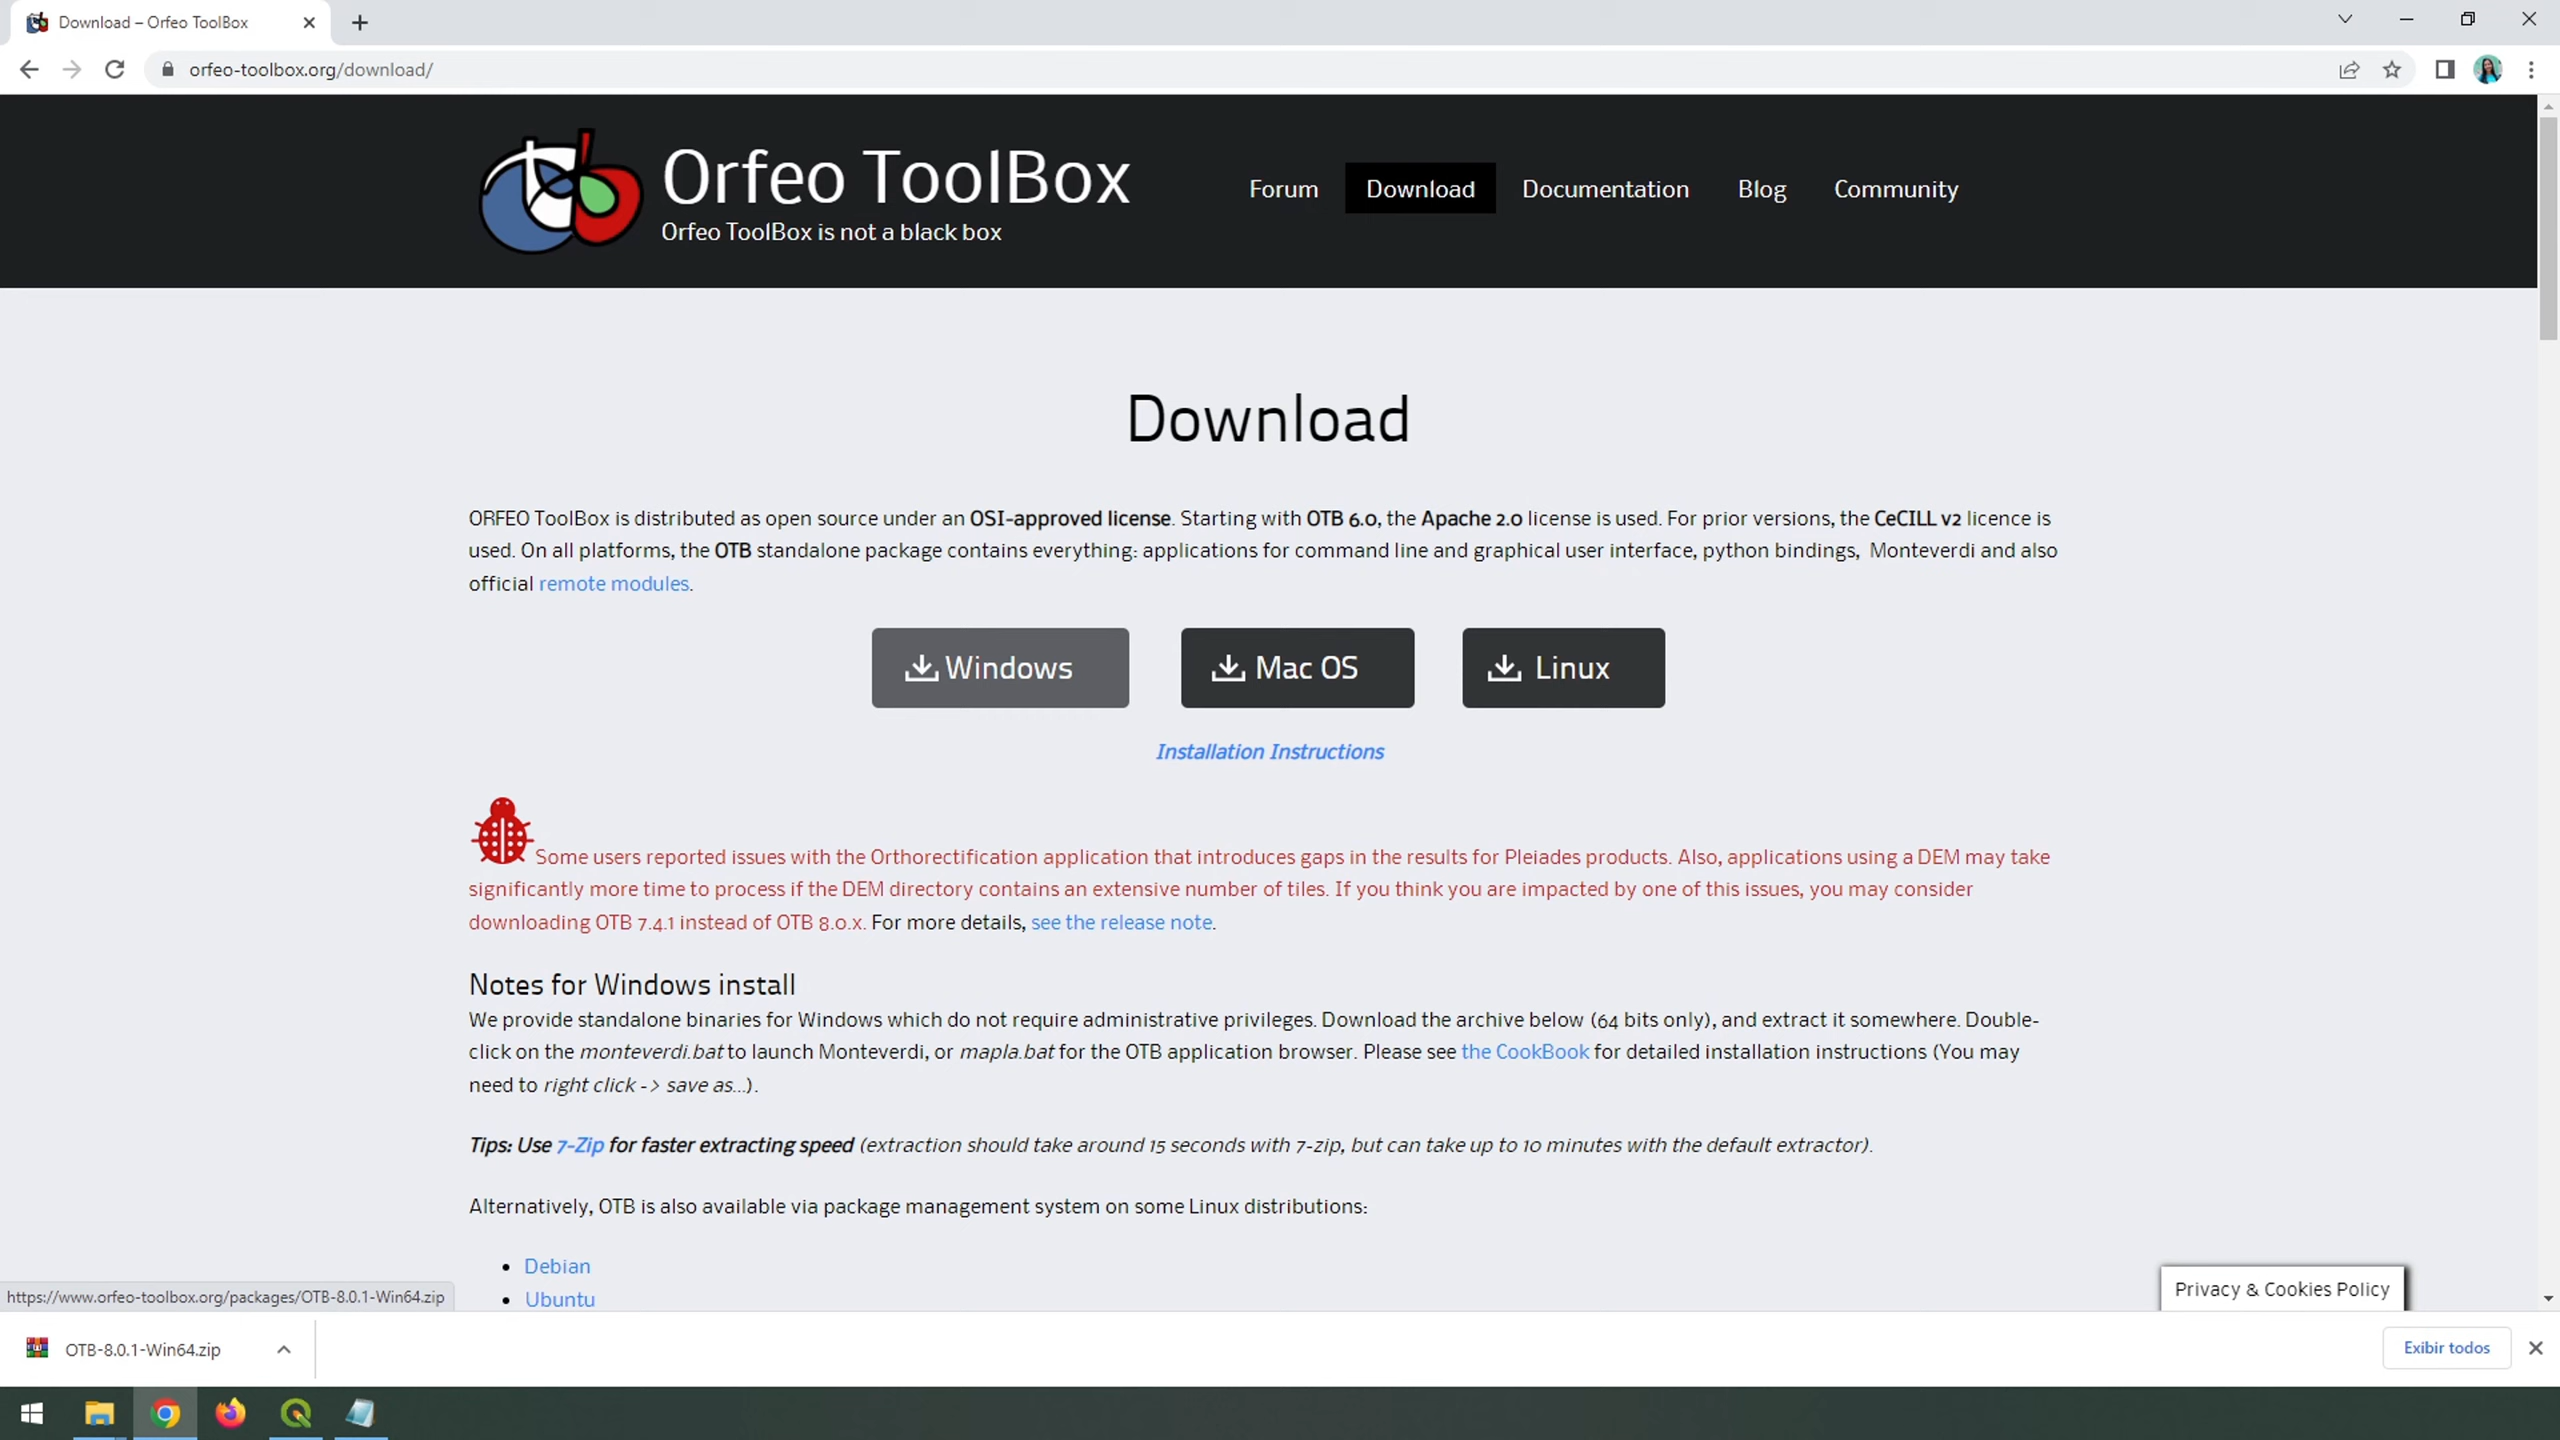 Download – Orfeo ToolBox
orfeo-toolbox.org/download/
Orfeo ToolBox
Orfeo ToolBox is not a black box
Forum
Download
Documentation
Blog
Community
Download
ORFEO ToolBox is distributed as open source under an OSI-approved license. Starting with OTB 6.0, the Apache 2.0 license is used. For prior versions, the CeCILL v2 licence is
used. On all platforms, the OTB standalone package contains everything: applications for command line and graphical user interface, python bindings, Monteverdi and also
official remote modules.
Windows
Mac OS
Linux
Installation Instructions
Some users reported issues with the Orthorectification application that introduces gaps in the results for Pleiades products. Also, applications using a DEM may take
significantly more time to process if the DEM directory contains an extensive number of tiles. If you think you are impacted by one of this issues, you may consider
downloading OTB 7.4.1 instead of OTB 8.0.x. For more details, see the release note.
Notes for Windows install
We provide standalone binaries for Windows which do not require administrative privileges. Download the archive below (64 bits only), and extract it somewhere. Double-
click on the monteverdi.bat to launch Monteverdi, or mapla.bat for the OTB application browser. Please see the CookBook for detailed installation instructions (You may
need to right click -> save as…).
Tips: Use 7-Zip for faster extracting speed (extraction should take around 15 seconds with 7-zip, but can take up to 10 minutes with the default extractor).
Alternatively, OTB is also available via package management system on some Linux distributions:
• Debian
• Ubuntu
https://www.orfeo-toolbox.org/packages/OTB-8.0.1-Win64.zip
Privacy & Cookies Policy
OTB-8.0.1-Win64.zip
Exibir todos